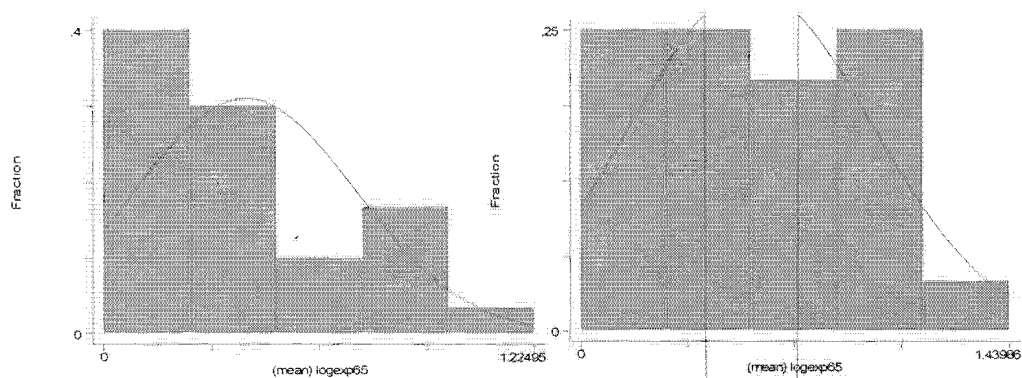 .4
Fraction
0
0
1.22495
(mean) logexp65
.25
Fraction
0
0
1.43986
(mean) logexp65